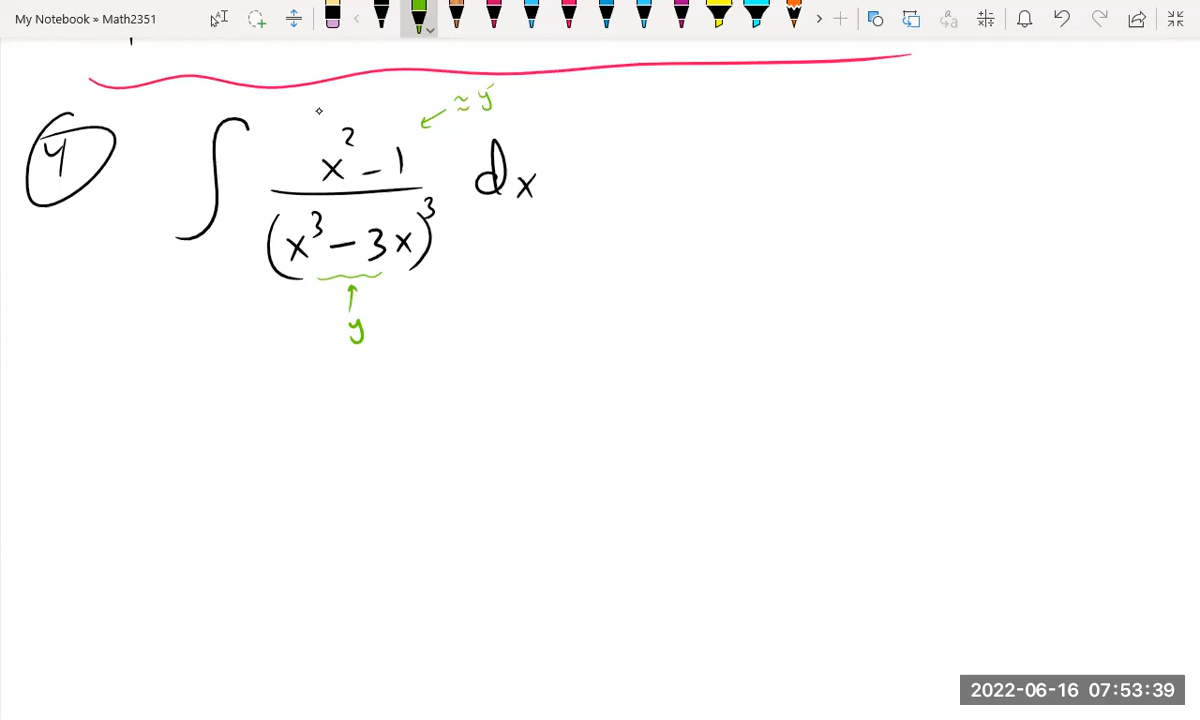 My Notebook » Math2351
④ ∫ (x² - 1)/(x³ - 3x)³ dx
≈ y'
y
2022-06-16 07:53:39